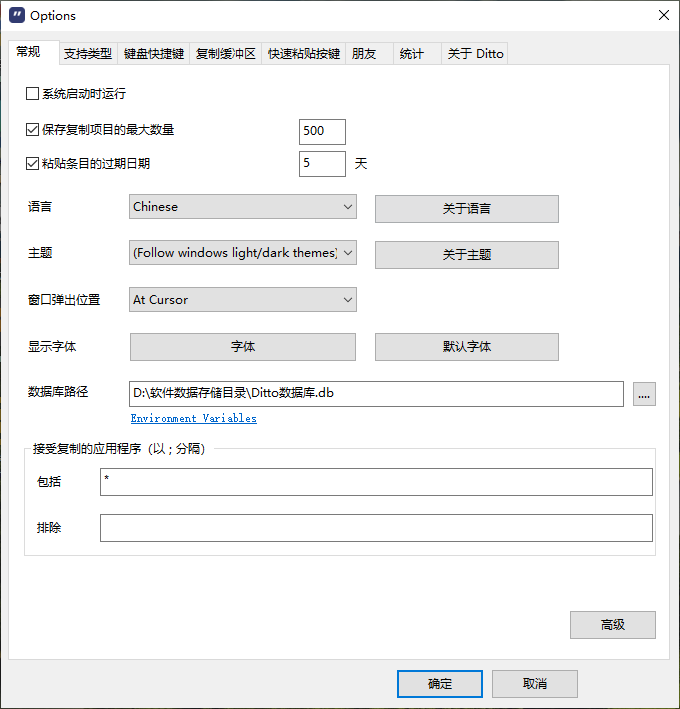 Options
常规 支持类型 键盘快捷键 复制缓冲区 快速粘贴按键 朋友 统计 关于 Ditto
系统启动时运行
保存复制项目的最大数量 500
粘贴条目的过期日期 5 天
语言 Chinese 关于语言
主题 (Follow windows light/dark themes) 关于主题
窗口弹出位置 At Cursor
显示字体 字体 默认字体
数据库路径 D:\软件数据存储目录\Ditto数据库.db ....
Environment Variables
接受复制的应用程序（以 ; 分隔）
包括 *
排除
高级
确定 取消